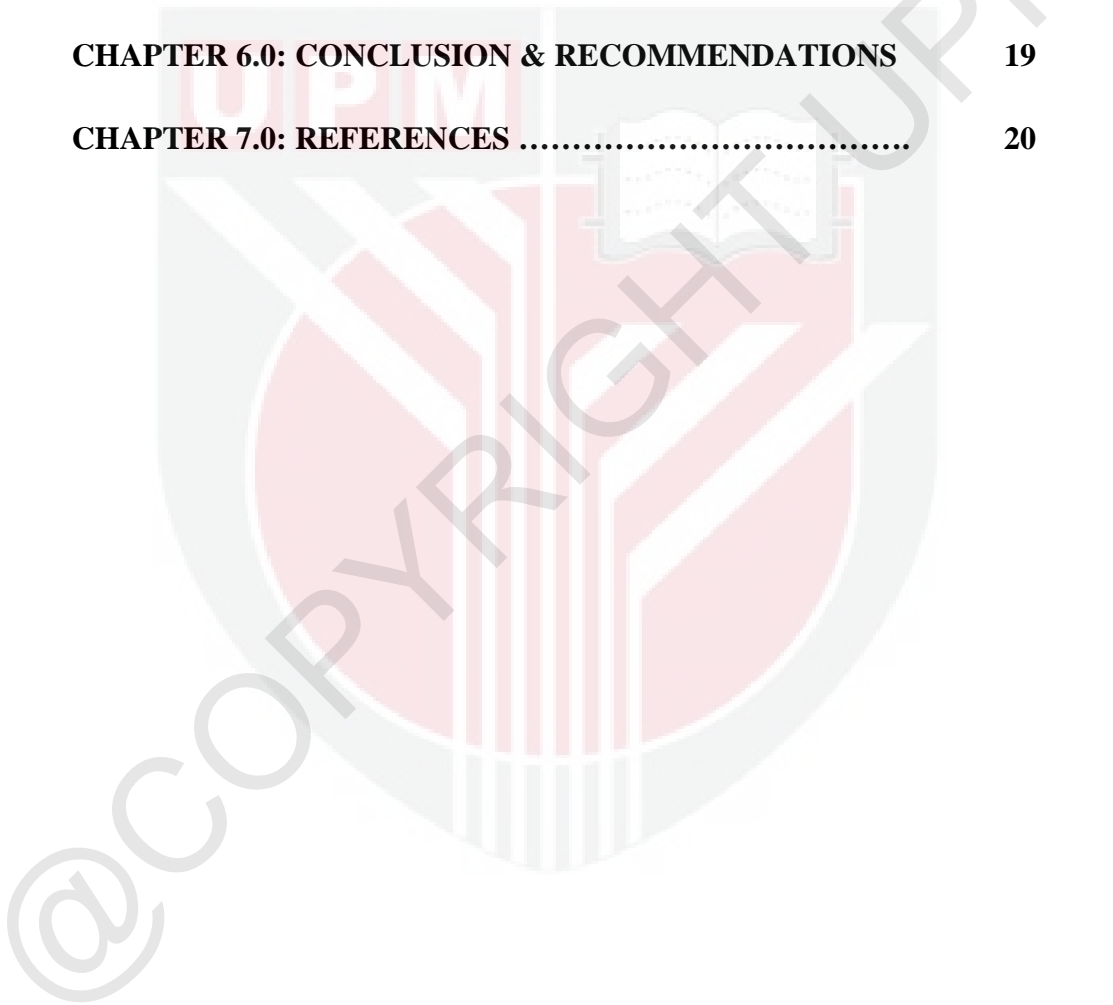 CHAPTER 6.0: CONCLUSION & RECOMMENDATIONS 19
UPM
CHAPTER 7.0: REFERENCES ………………………………. 20
@COPYRIGHT UPM